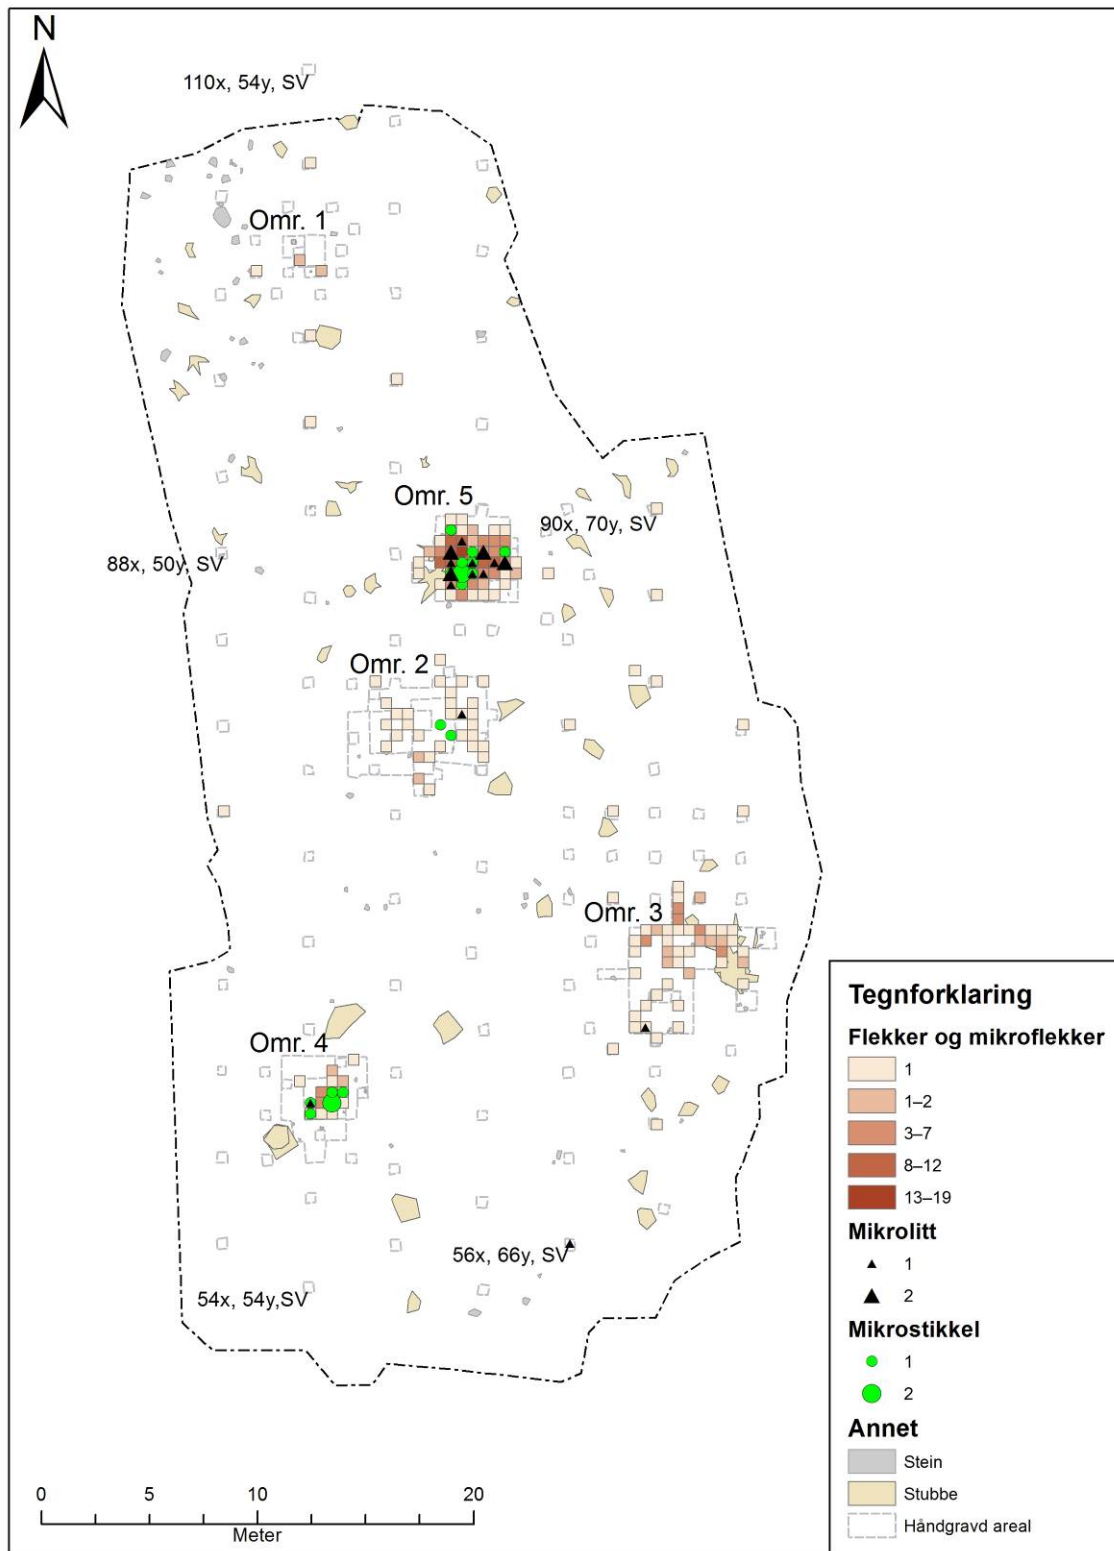 N
110x, 54y, SV
Omr. 1
Omr. 5
90x, 70y, SV
88x, 50y, SV
Omr. 2
Omr. 3
Omr. 4
56x, 66y, SV
54x, 54y,SV
0 5 10 20
Meter
Tegnforklaring
Flekker og mikroflekker
1
1–2
3–7
8–12
13–19
Mikrolitt
1
2
Mikrostikkel
1
2
Annet
Stein
Stubbe
Håndgravd areal